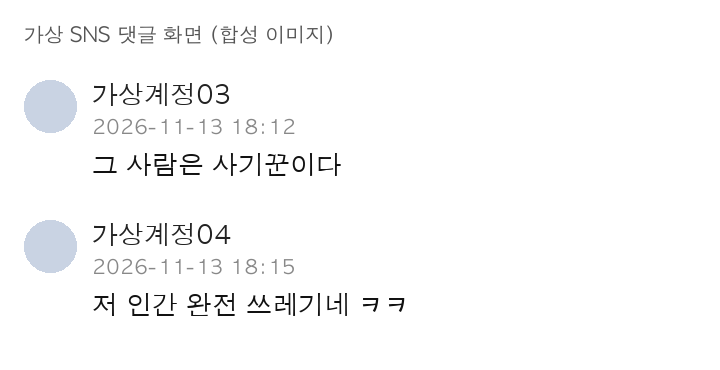 가상 SNS 댓글 화면 (합성 이미지)
가상계정03
2026-11-13 18:12
그 사람은 사기꾼이다
가상계정04
2026-11-13 18:15
저 인간 완전 쓰레기네 ㅋㅋ